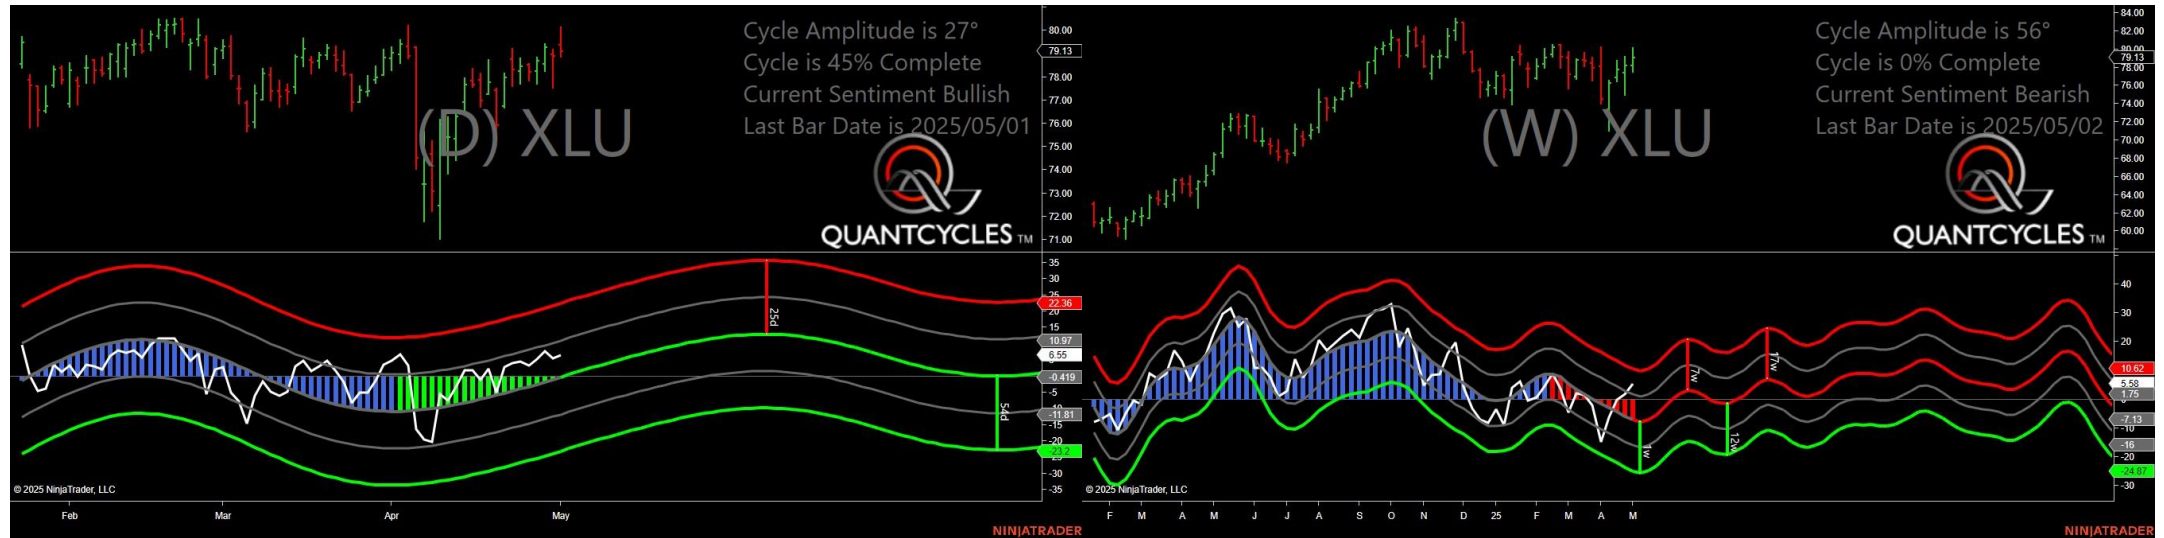 Cycle Amplitude is 27°
Cycle is 45% Complete
Current Sentiment Bullish
Last Bar Date is 2025/05/01
(D) XLU
QUANTCYCLES TM
80.00
79.13
78.00
77.00
76.00
75.00
74.00
73.00
72.00
71.00
35
30
25
22.36
20
15
10.97
6.55
-0.419
-5
-11.81
-15
-20
-23.2
-30
-35
25d
54d
© 2025 NinjaTrader, LLC
Feb
Mar
Apr
May
NINJATRADER
Cycle Amplitude is 56°
Cycle is 0% Complete
Current Sentiment Bearish
Last Bar Date is 2025/05/02
(W) XLU
QUANTCYCLES TM
84.00
82.00
80.00
79.13
78.00
76.00
74.00
72.00
70.00
68.00
66.00
64.00
62.00
60.00
40
30
20
10.62
5.58
1.75
-7.13
-10
-16
-20
-24.87
-30
1w
7w
12w
17w
© 2025 NinjaTrader, LLC
F
M
A
M
J
J
A
S
O
N
D
25
F
M
A
M
NINJATRADER